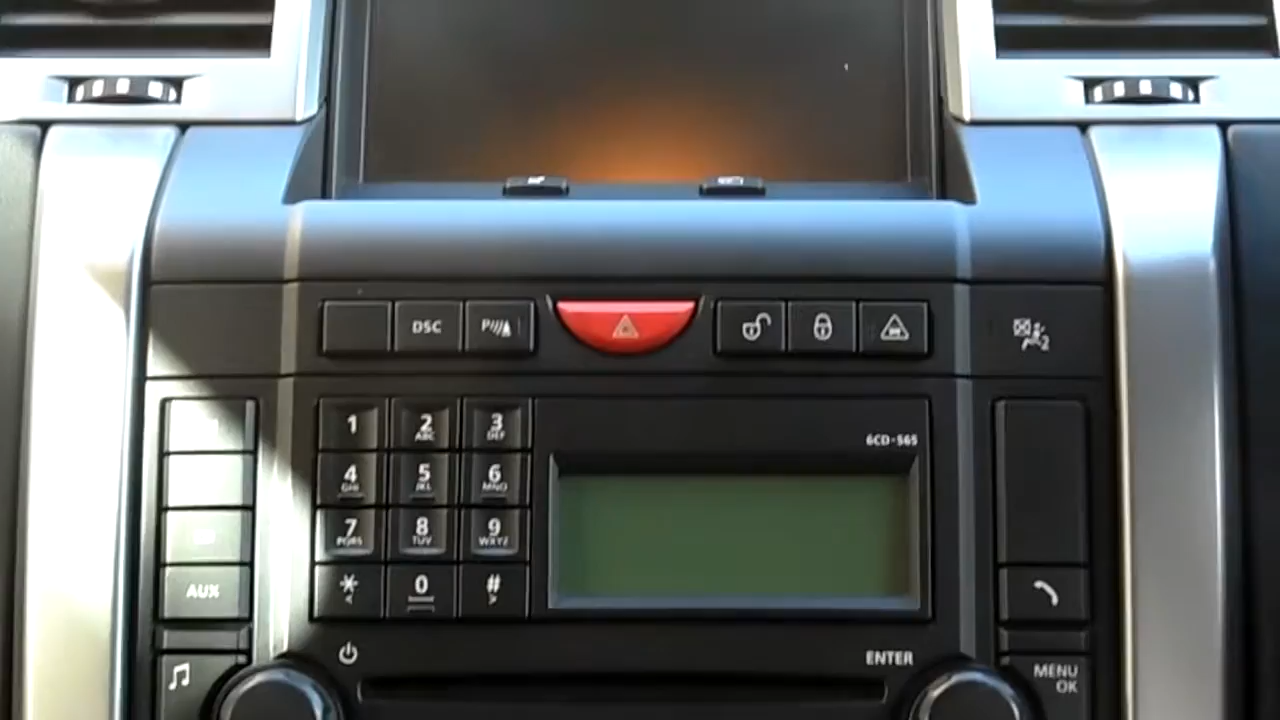 DSC
P
1
2
ABC
3
DEF
4
GHI
5
JKL
6
MNO
7
PQRS
8
TUV
9
WXYZ
*
<
0
#
>
6CD-565
AUX
ENTER
MENU
OK